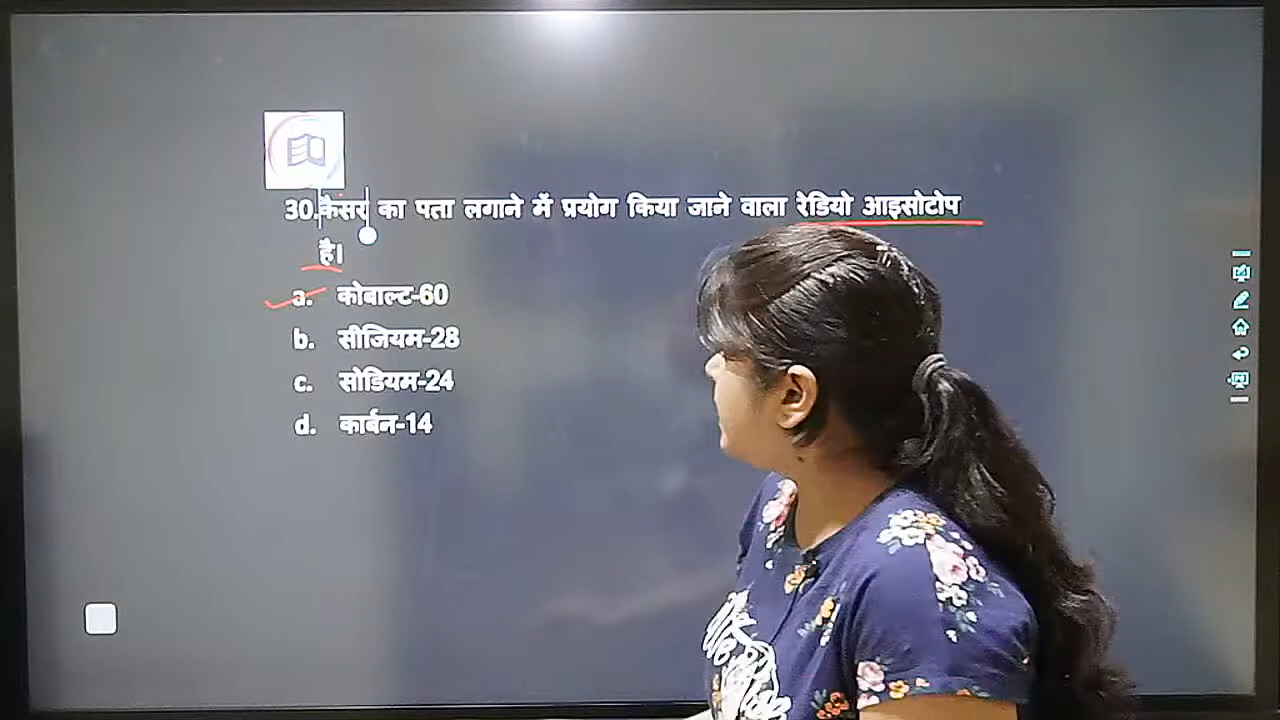 30.कैसर का पता लगाने में प्रयोग किया जाने वाला रेडियो आइसोटोप
है।
a. कोबाल्ट-60
b. सीजियम-28
c. सोडियम-24
d. कार्बन-14